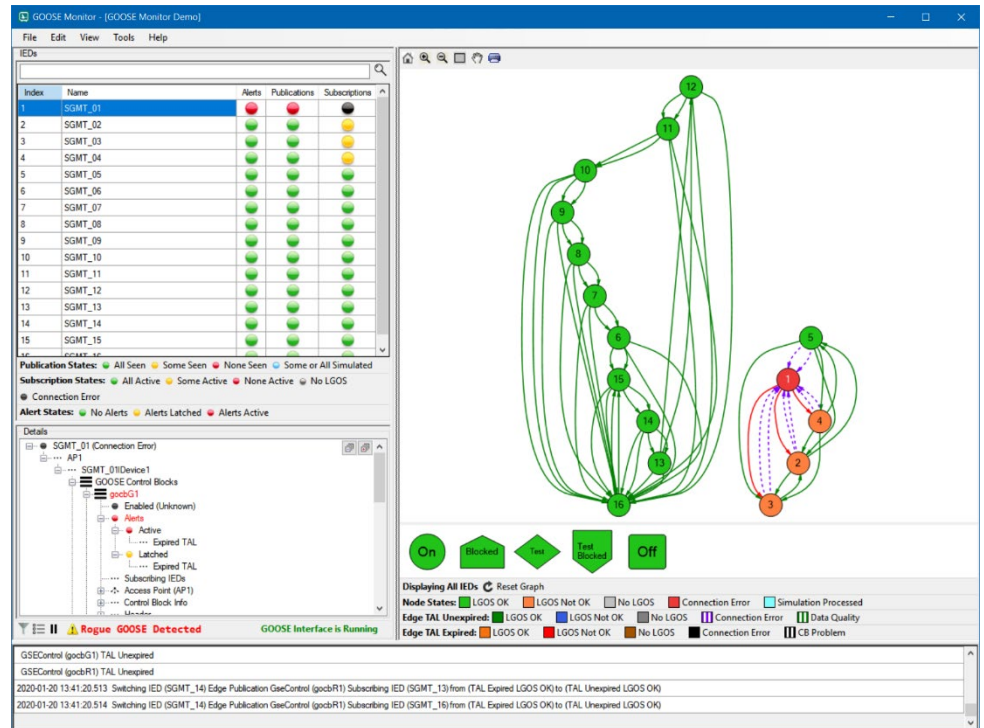 GOOSE Monitor - [GOOSE Monitor Demo]
File Edit View Tools Help
IEDs
Index Name Alerts Publications Subscriptions
1 SGMT_01
2 SGMT_02
3 SGMT_03
4 SGMT_04
5 SGMT_05
6 SGMT_06
7 SGMT_07
8 SGMT_08
9 SGMT_09
10 SGMT_10
11 SGMT_11
12 SGMT_12
13 SGMT_13
14 SGMT_14
15 SGMT_15
Publication States: All Seen Some Seen None Seen Some or All Simulated
Subscription States: All Active Some Active None Active No LGOS
Connection Error
Alert States: No Alerts Alerts Latched Alerts Active
Details
SGMT_01 (Connection Error)
AP1
SGMT_01IDevice1
GOOSE Control Blocks
gocbG1
Enabled (Unknown)
Alerts
Active
Expired TAL
Latched
Expired TAL
Subscribing IEDs
Access Point (AP1)
Control Block Info
Header
Rogue GOOSE Detected GOOSE Interface is Running
12
11
10
9
8
7
6
15
14
13
16
5
1
4
2
3
On Blocked Test Test Blocked Off
Displaying All IEDs Reset Graph
Node States: LGOS OK LGOS Not OK No LGOS Connection Error Simulation Processed
Edge TAL Unexpired: LGOS OK LGOS Not OK No LGOS Connection Error Data Quality
Edge TAL Expired: LGOS OK LGOS Not OK No LGOS Connection Error CB Problem
GSEControl (gocbG1) TAL Unexpired
GSEControl (gocbR1) TAL Unexpired
2020-01-20 13:41:20.513 Switching IED (SGMT_14) Edge Publication GseControl (gocbR1) Subscribing IED (SGMT_13) from (TAL Expired LGOS OK) to (TAL Unexpired LGOS OK)
2020-01-20 13:41:20.514 Switching IED (SGMT_14) Edge Publication GseControl (gocbR1) Subscribing IED (SGMT_16) from (TAL Expired LGOS OK) to (TAL Unexpired LGOS OK)